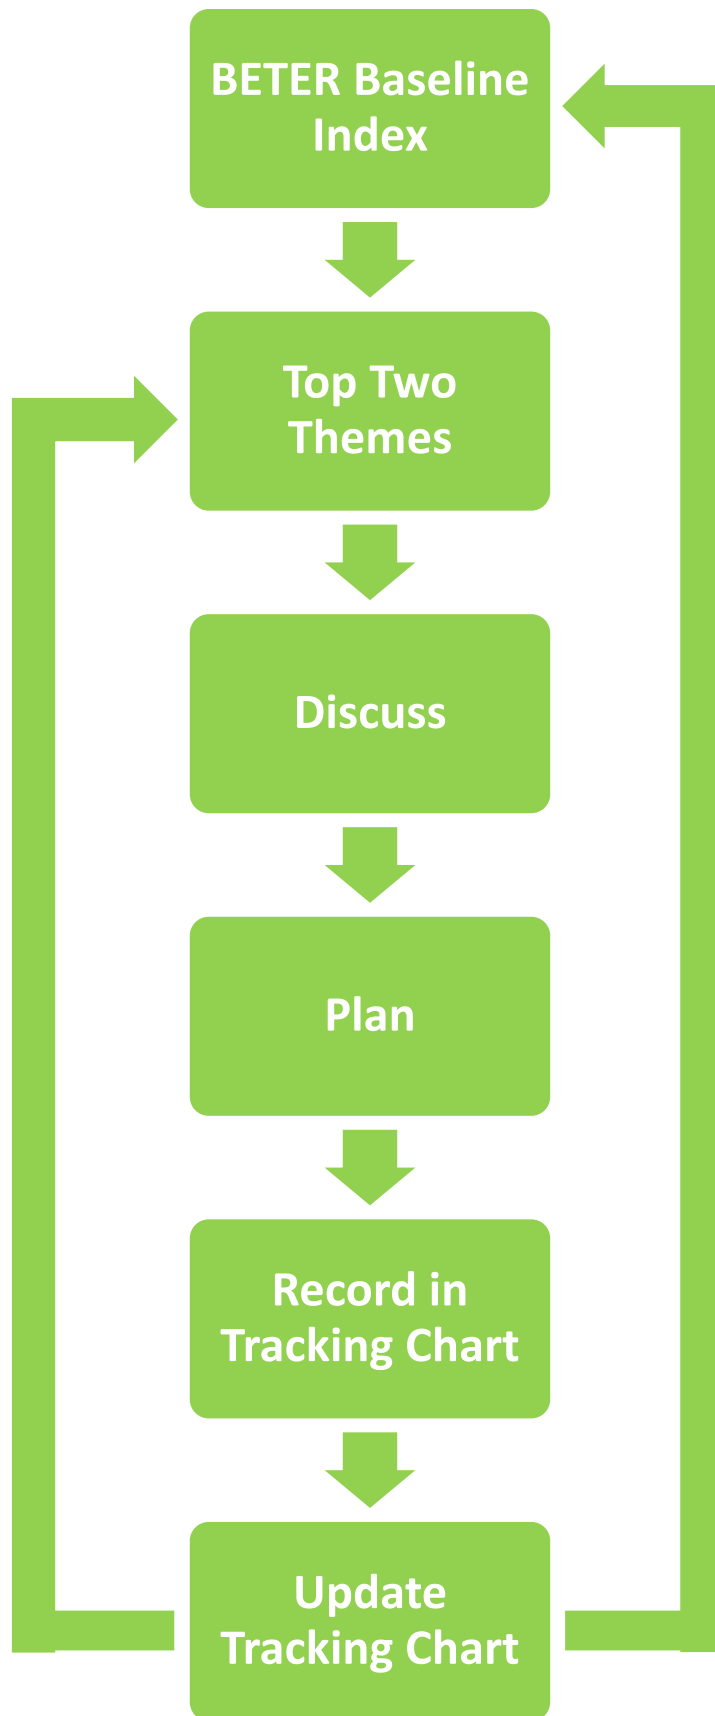 BETER Baseline
Index
Top Two
Themes
Discuss
Plan
Record in
Tracking Chart
Update
Tracking Chart